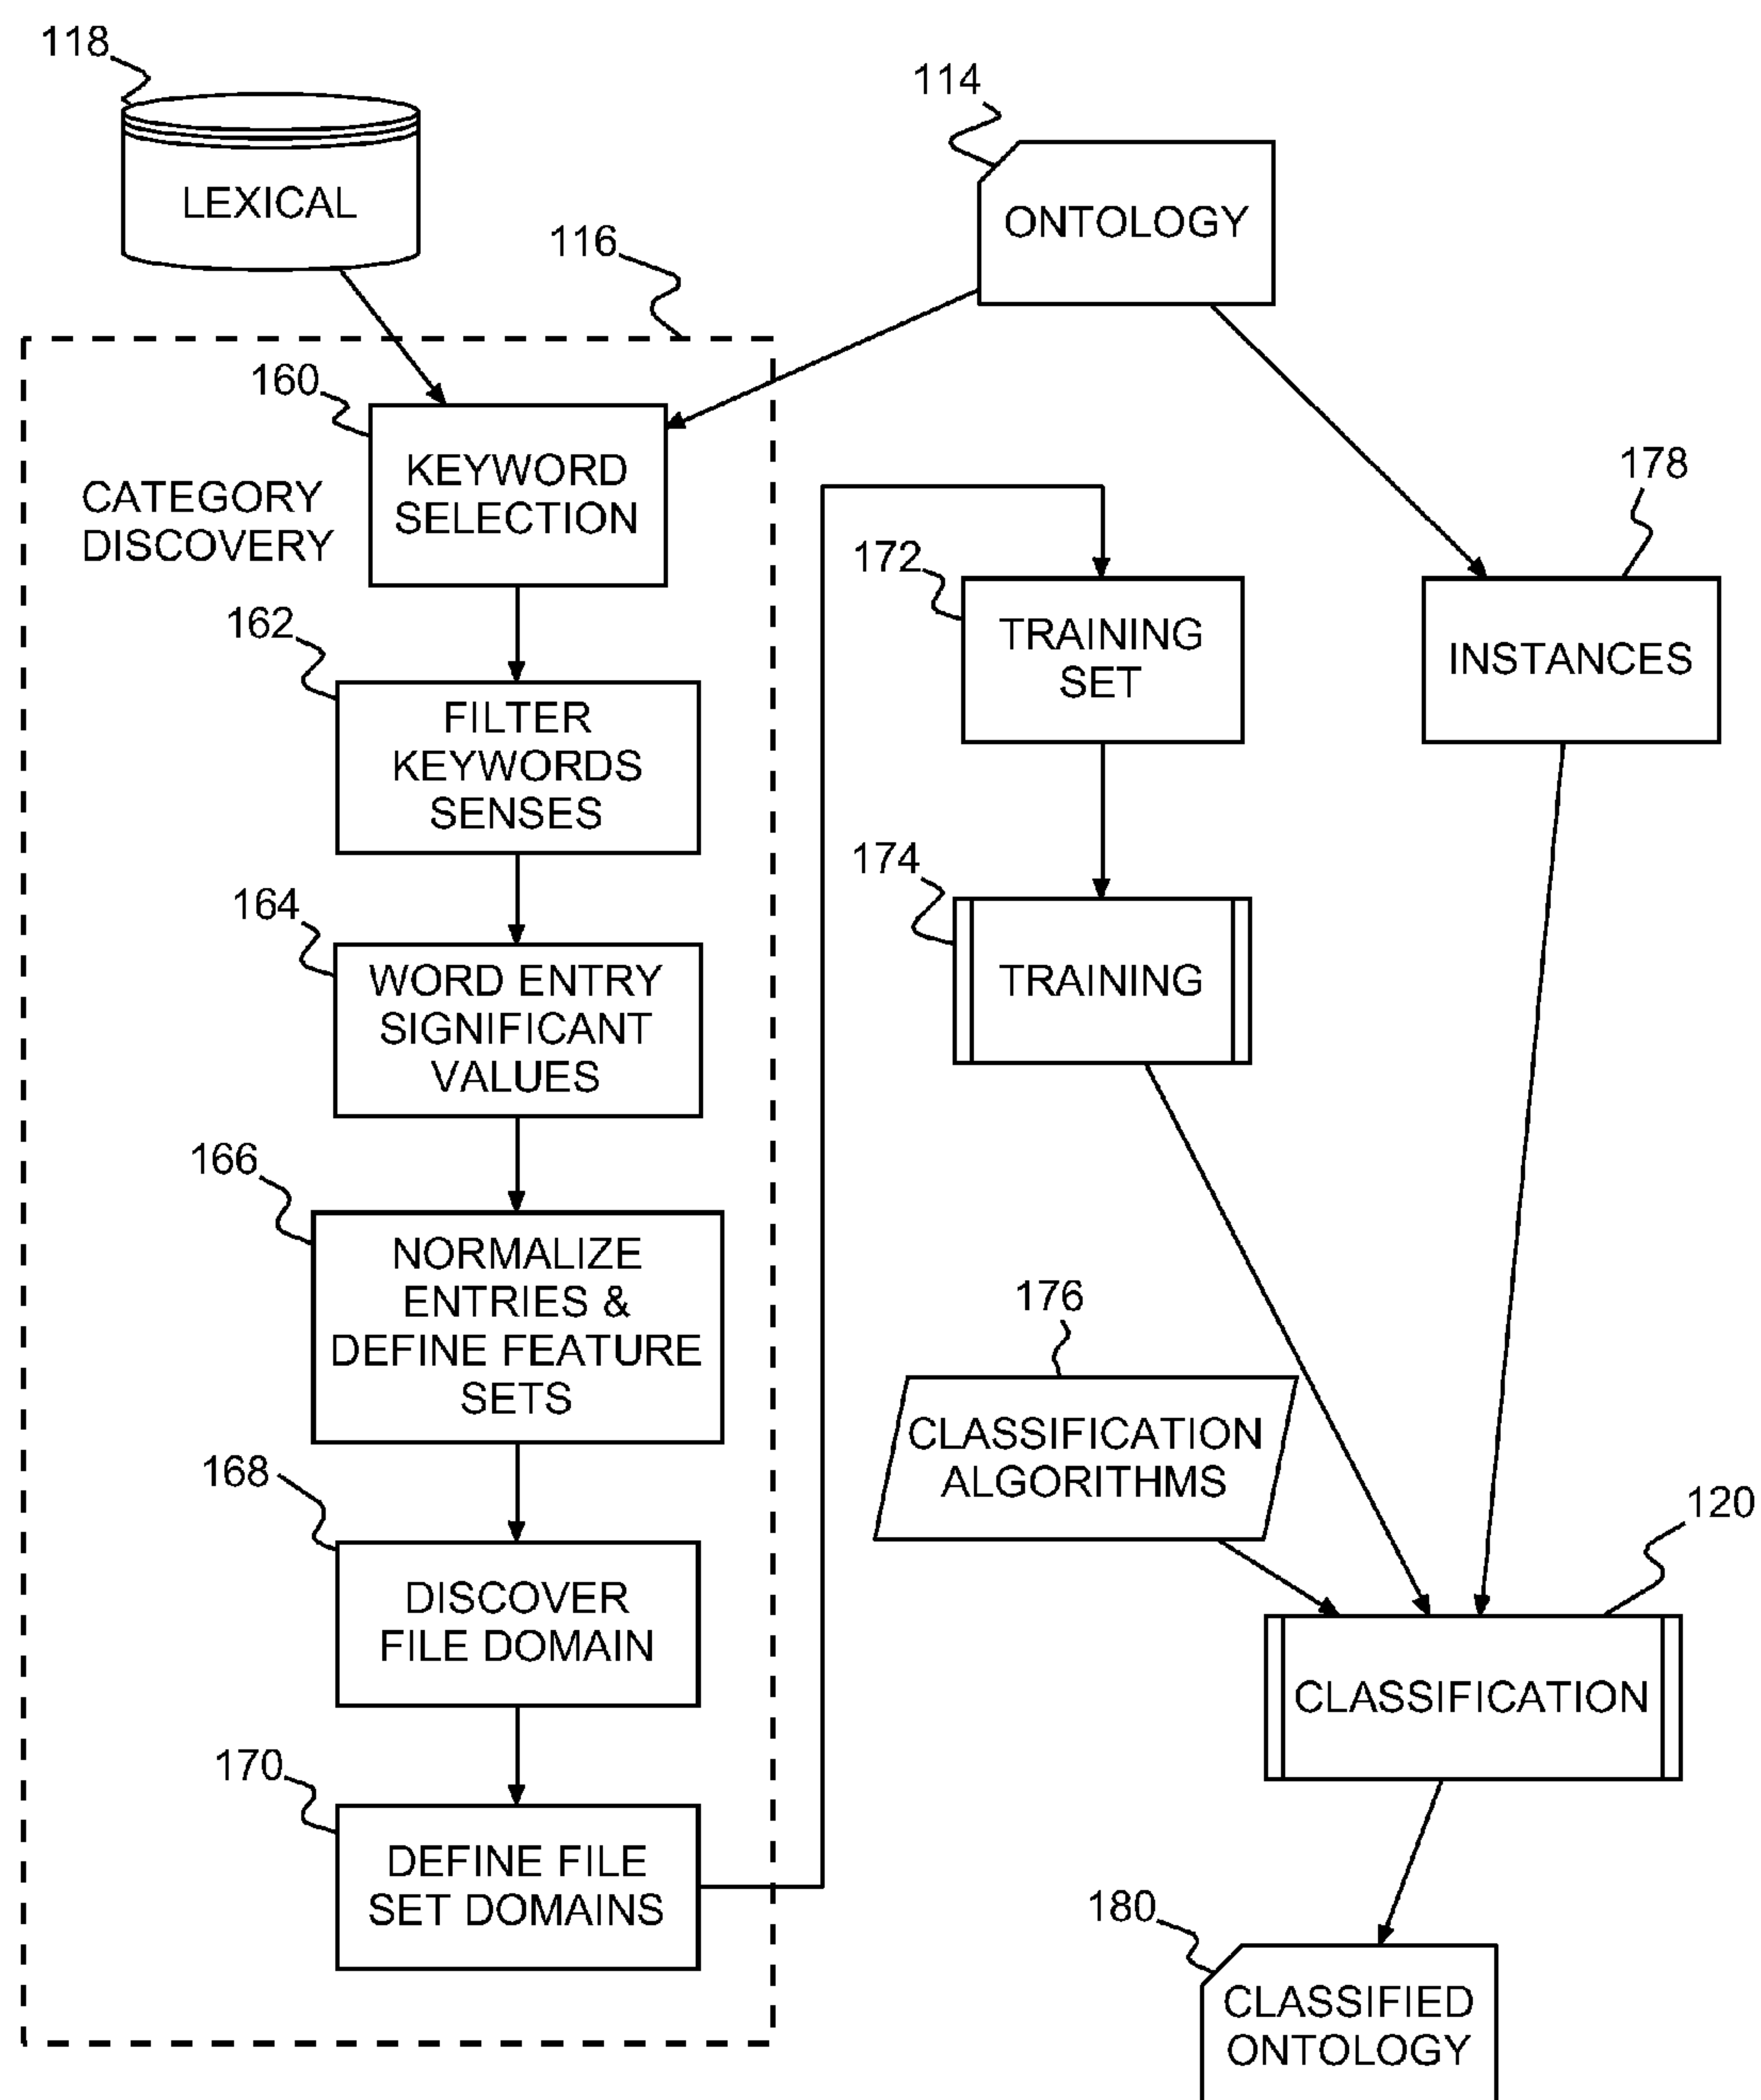 118
LEXICAL
114
ONTOLOGY
116
160
KEYWORD
SELECTION
CATEGORY
DISCOVERY
162
FILTER
KEYWORDS
SENSES
164
WORD ENTRY
SIGNIFICANT
VALUES
166
NORMALIZE
ENTRIES &
DEFINE FEATURE
SETS
168
DISCOVER
FILE DOMAIN
170
DEFINE FILE
SET DOMAINS
172
TRAINING
SET
174
TRAINING
178
INSTANCES
176
CLASSIFICATION
ALGORITHMS
120
CLASSIFICATION
180
CLASSIFIED
ONTOLOGY